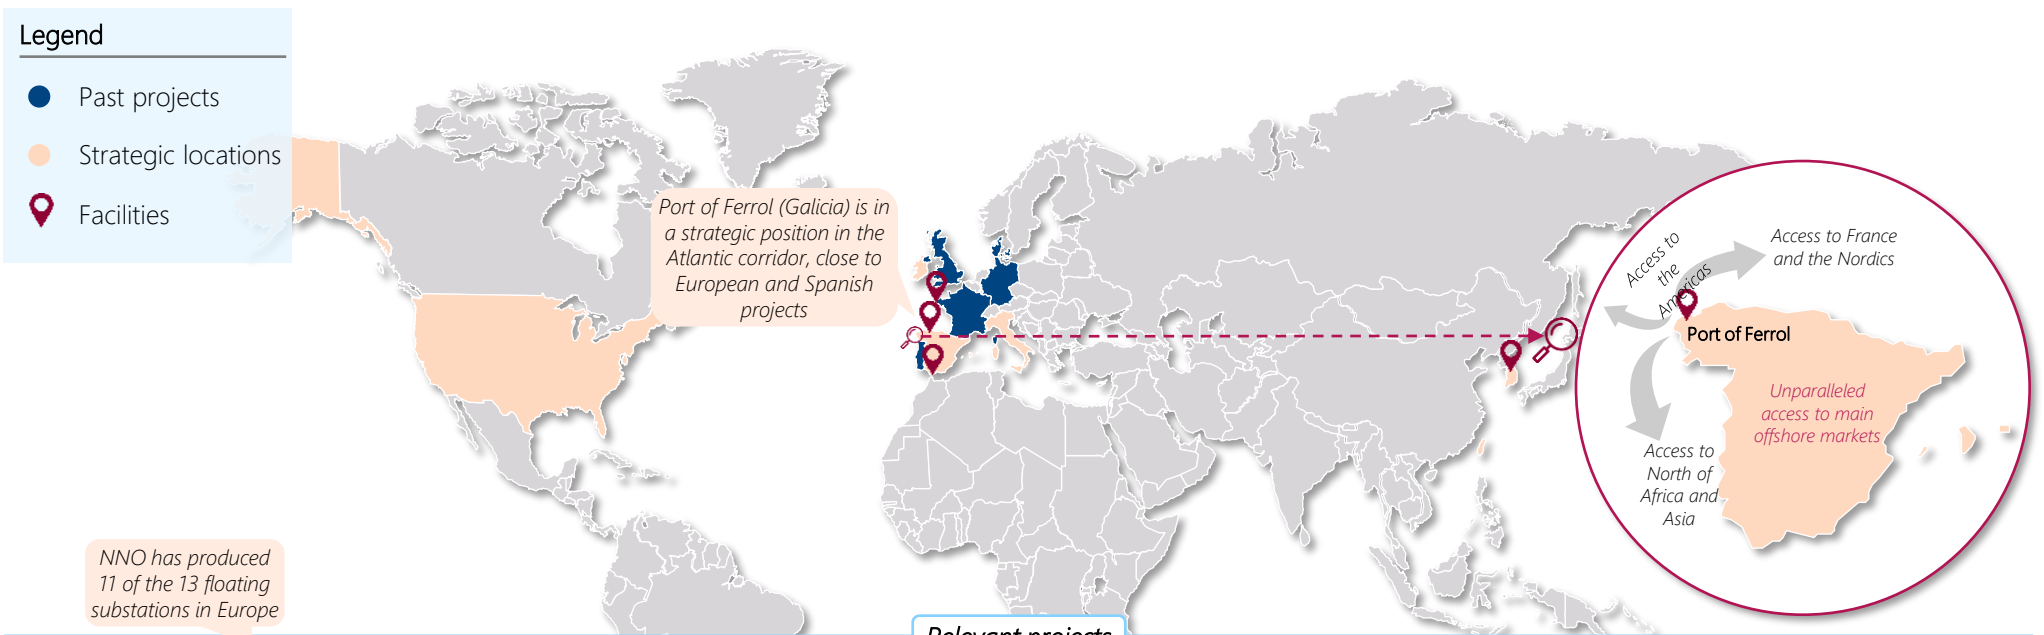 Legend
Past projects
Strategic locations
Facilities
Port of Ferrol (Galicia) is in
a strategic position in the
Atlantic corridor, close to
European and Spanish
projects
NNO has produced
11 of the 13 floating
substations in Europe
Access to
the
Americas
Access to France
and the Nordics
Port of Ferrol
Unparalleled
access to main
offshore markets
Access to
North of
Africa and
Asia
Relevant projects